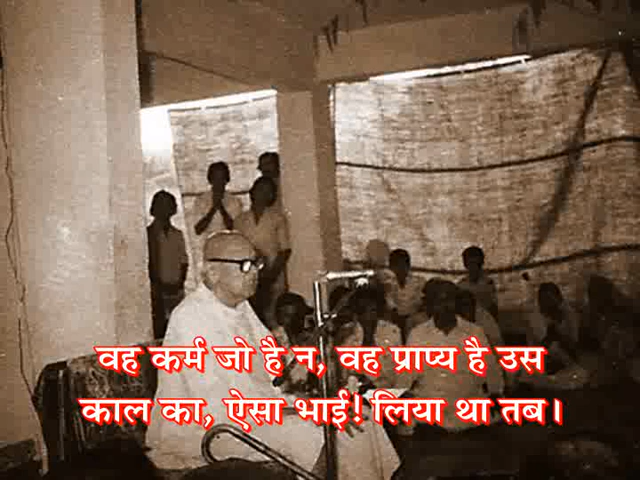 वह कर्म जो है न, वह प्राप्य है उस
काल का, ऐसा भाई! लिया था तब।